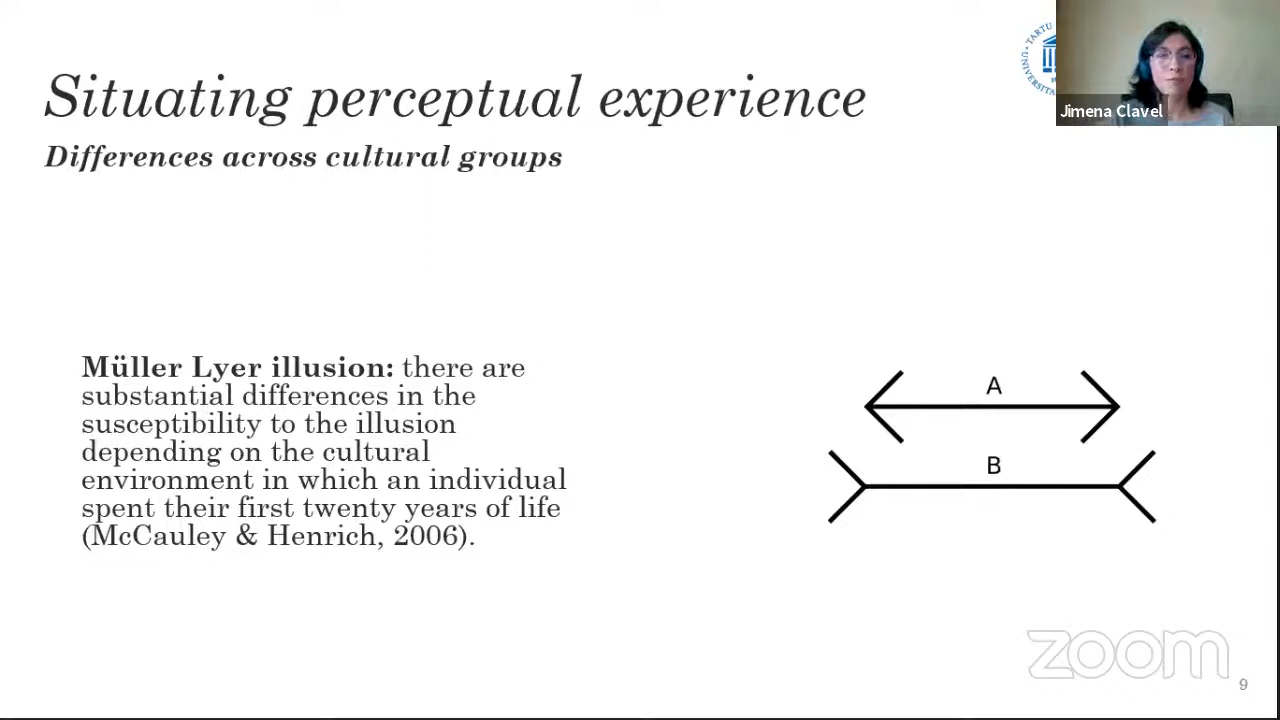 Situating perceptual experience
Differences across cultural groups
TARTU
UNIVERSITA
Jimena Clavel
Müller Lyer illusion: there are
substantial differences in the
susceptibility to the illusion
depending on the cultural
environment in which an individual
spent their first twenty years of life
(McCauley & Henrich, 2006).
A
B
zoom
9